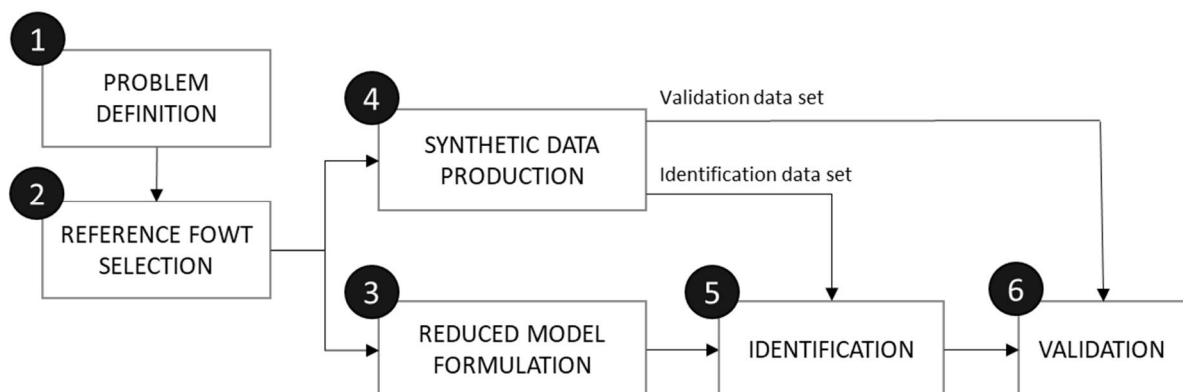 1
PROBLEM
DEFINITION
2
REFERENCE FOWT
SELECTION
4
SYNTHETIC DATA
PRODUCTION
Validation data set
Identification data set
3
REDUCED MODEL
FORMULATION
5
IDENTIFICATION
6
VALIDATION